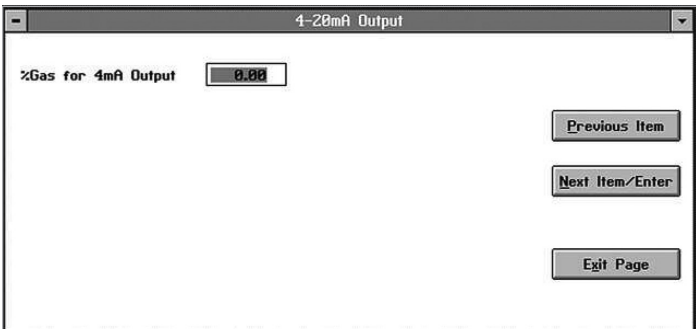 4-20mA Output
%Gas for 4mA Output 0.00
Previous Item
Next Item/Enter
Exit Page